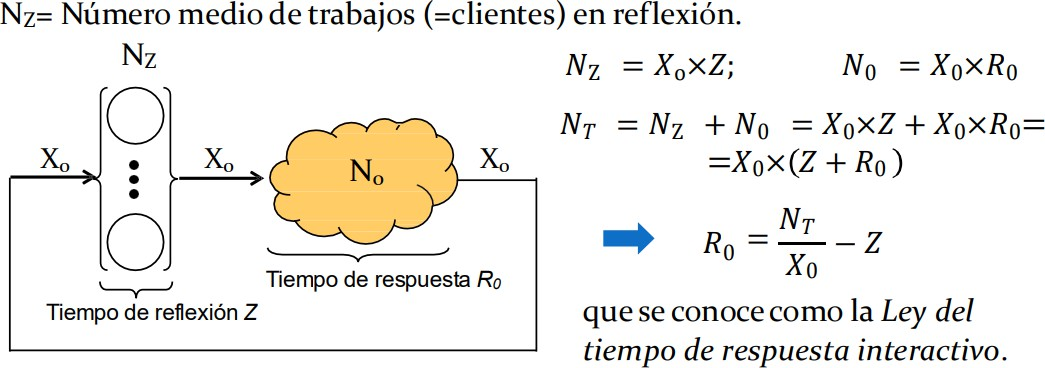 N_Z= Número medio de trabajos (=clientes) en reflexión.
N_Z
X_o
X_o
N_o
X_o
Tiempo de respuesta R_0
Tiempo de reflexión Z
N_Z = X_o×Z; N_0 = X_0×R_0
N_T = N_Z + N_0 = X_0×Z + X_0×R_0=
=X_0×(Z + R_0)
R_0 = N_T/X_0 − Z
que se conoce como la Ley del
tiempo de respuesta interactivo.